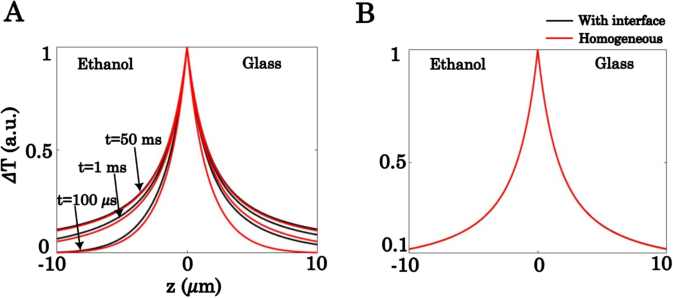 A
B
With interface
Homogeneous
1
Ethanol
Glass
t=50 ms
0.5
t=1 ms
t=100 μs
0
ΔT (a.u.)
-10
0
10
z (μm)
1
Ethanol
Glass
0.5
0.1
-10
0
10